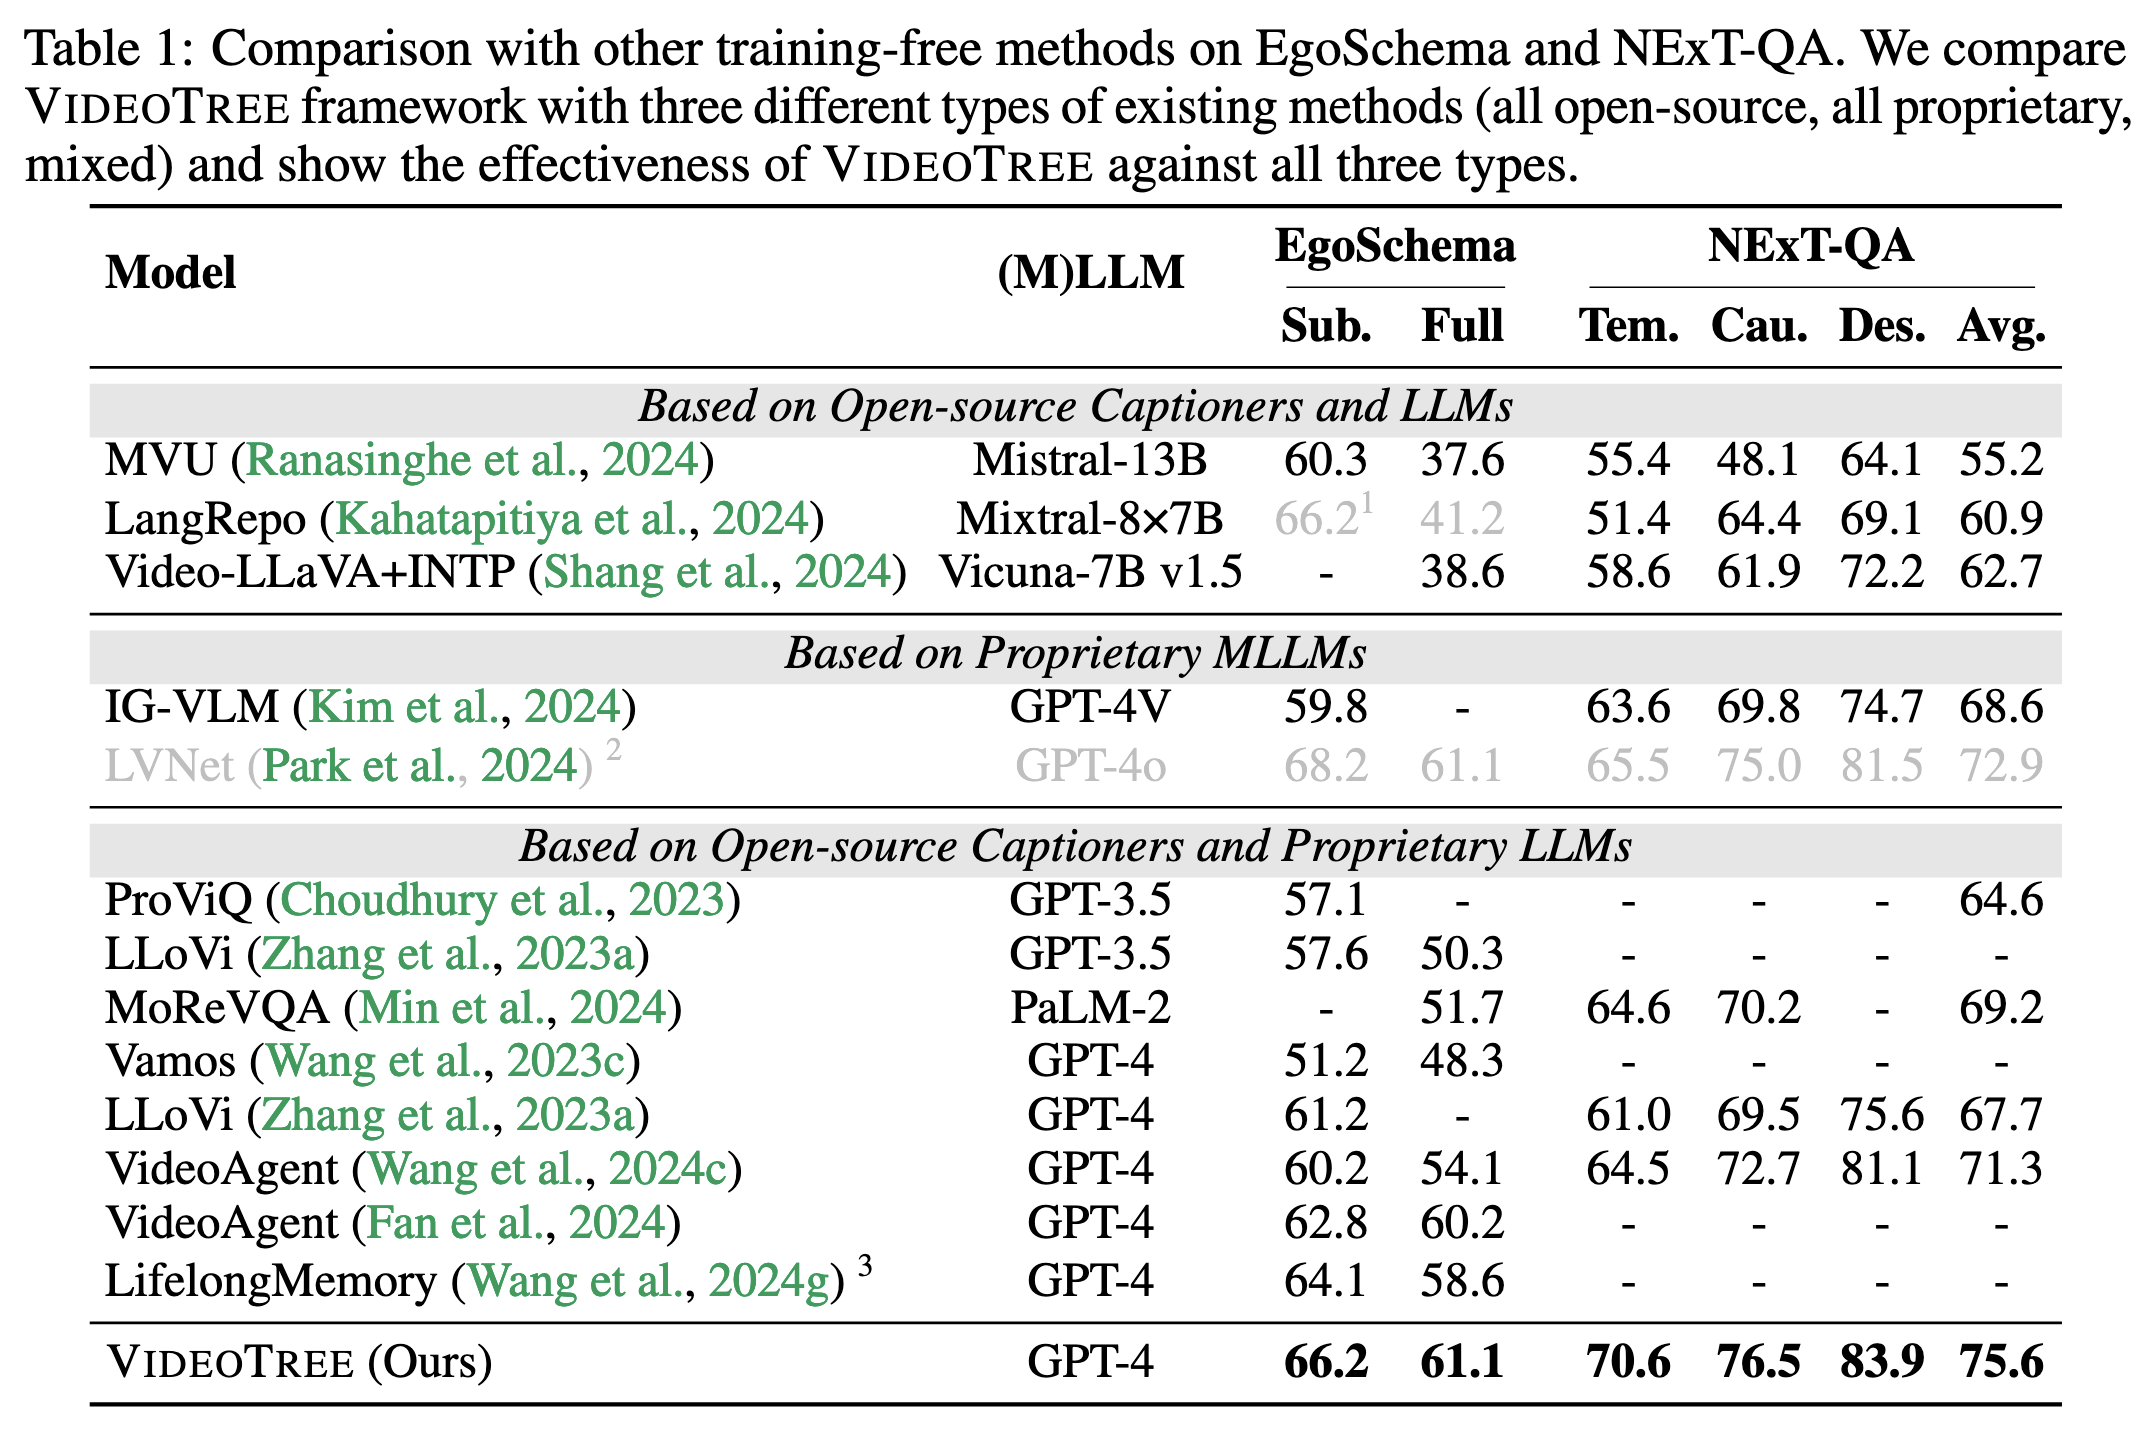 Table 1: Comparison with other training-free methods on EgoSchema and NExT-QA. We compare
VIDEOTREE framework with three different types of existing methods (all open-source, all proprietary,
mixed) and show the effectiveness of VIDEOTREE against all three types.
Model (M)LLM EgoSchema NExT-QA
Sub. Full Tem. Cau. Des. Avg.
Based on Open-source Captioners and LLMs
MVU (Ranasinghe et al., 2024) Mistral-13B 60.3 37.6 55.4 48.1 64.1 55.2
LangRepo (Kahatapitiya et al., 2024) Mixtral-8×7B 66.2¹ 41.2 51.4 64.4 69.1 60.9
Video-LLaVA+INTP (Shang et al., 2024) Vicuna-7B v1.5 - 38.6 58.6 61.9 72.2 62.7
Based on Proprietary MLLMs
IG-VLM (Kim et al., 2024) GPT-4V 59.8 - 63.6 69.8 74.7 68.6
LVNet (Park et al., 2024) ² GPT-4o 68.2 61.1 65.5 75.0 81.5 72.9
Based on Open-source Captioners and Proprietary LLMs
ProViQ (Choudhury et al., 2023) GPT-3.5 57.1 - - - - 64.6
LLoVi (Zhang et al., 2023a) GPT-3.5 57.6 50.3 - - - -
MoReVQA (Min et al., 2024) PaLM-2 - 51.7 64.6 70.2 - 69.2
Vamos (Wang et al., 2023c) GPT-4 51.2 48.3 - - - -
LLoVi (Zhang et al., 2023a) GPT-4 61.2 - 61.0 69.5 75.6 67.7
VideoAgent (Wang et al., 2024c) GPT-4 60.2 54.1 64.5 72.7 81.1 71.3
VideoAgent (Fan et al., 2024) GPT-4 62.8 60.2 - - - -
LifelongMemory (Wang et al., 2024g) ³ GPT-4 64.1 58.6 - - - -
VIDEOTREE (Ours) GPT-4 66.2 61.1 70.6 76.5 83.9 75.6